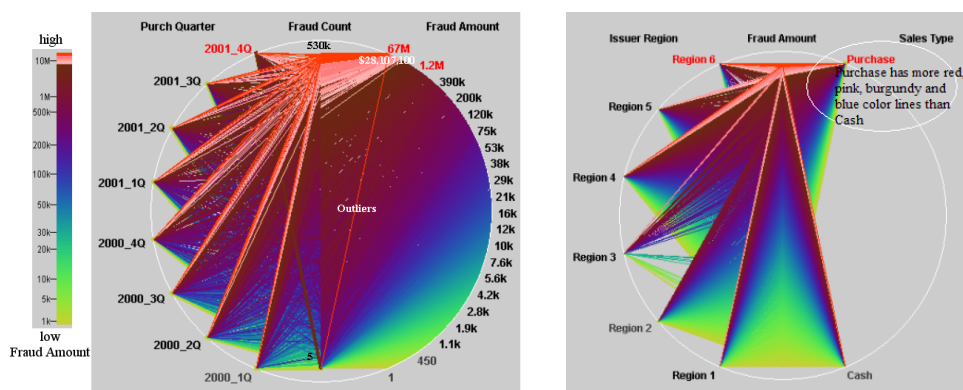 high
10M
1M
500k
200k
100k
50k
30k
20k
10k
5k
1k
low
Fraud Amount
Purch Quarter
Fraud Count
Fraud Amount
2001_4Q
2001_3Q
2001_2Q
2001_1Q
2000_4Q
2000_3Q
2000_2Q
2000_1Q
530k
5
67M
$28,107,100
1.2M
390k
200k
120k
75k
53k
38k
29k
21k
16k
12k
10k
7.6k
5.6k
4.2k
2.8k
1.9k
1.1k
450
1
Outliers
Issuer Region
Fraud Amount
Sales Type
Region 6
Region 5
Region 4
Region 3
Region 2
Region 1
Purchase
Purchase has more red,
pink, burgundy and
blue color lines than
Cash
Cash